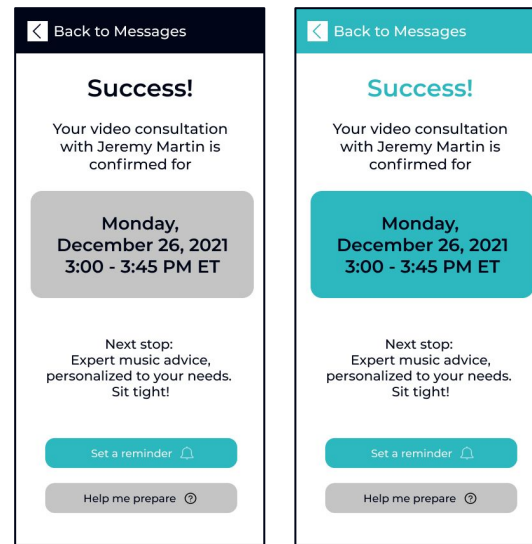 Back to Messages
Success!
Your video consultation
with Jeremy Martin is
confirmed for
Monday,
December 26, 2021
3:00 - 3:45 PM ET
Next stop:
Expert music advice,
personalized to your needs.
Sit tight!
Set a reminder
Help me prepare
Back to Messages
Success!
Your video consultation
with Jeremy Martin is
confirmed for
Monday,
December 26, 2021
3:00 - 3:45 PM ET
Next stop:
Expert music advice,
personalized to your needs.
Sit tight!
Set a reminder
Help me prepare